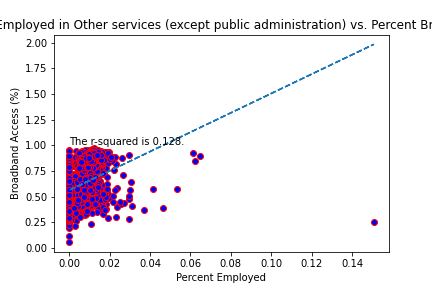 Employed in Other services (except public administration) vs. Percent Br
2.00
1.75
1.50
1.25
1.00
0.75
0.50
0.25
0.00
Broadband Access (%)
The r-squared is 0.128.
0.00 0.02 0.04 0.06 0.08 0.10 0.12 0.14
Percent Employed